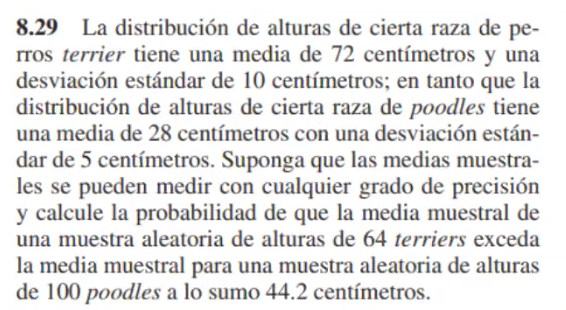 8.29 La distribución de alturas de cierta raza de pe-
rros terrier tiene una media de 72 centímetros y una
desviación estándar de 10 centímetros; en tanto que la
distribución de alturas de cierta raza de poodles tiene
una media de 28 centímetros con una desviación están-
dar de 5 centímetros. Suponga que las medias muestra-
les se pueden medir con cualquier grado de precisión
y calcule la probabilidad de que la media muestral de
una muestra aleatoria de alturas de 64 terriers exceda
la media muestral para una muestra aleatoria de alturas
de 100 poodles a lo sumo 44.2 centímetros.